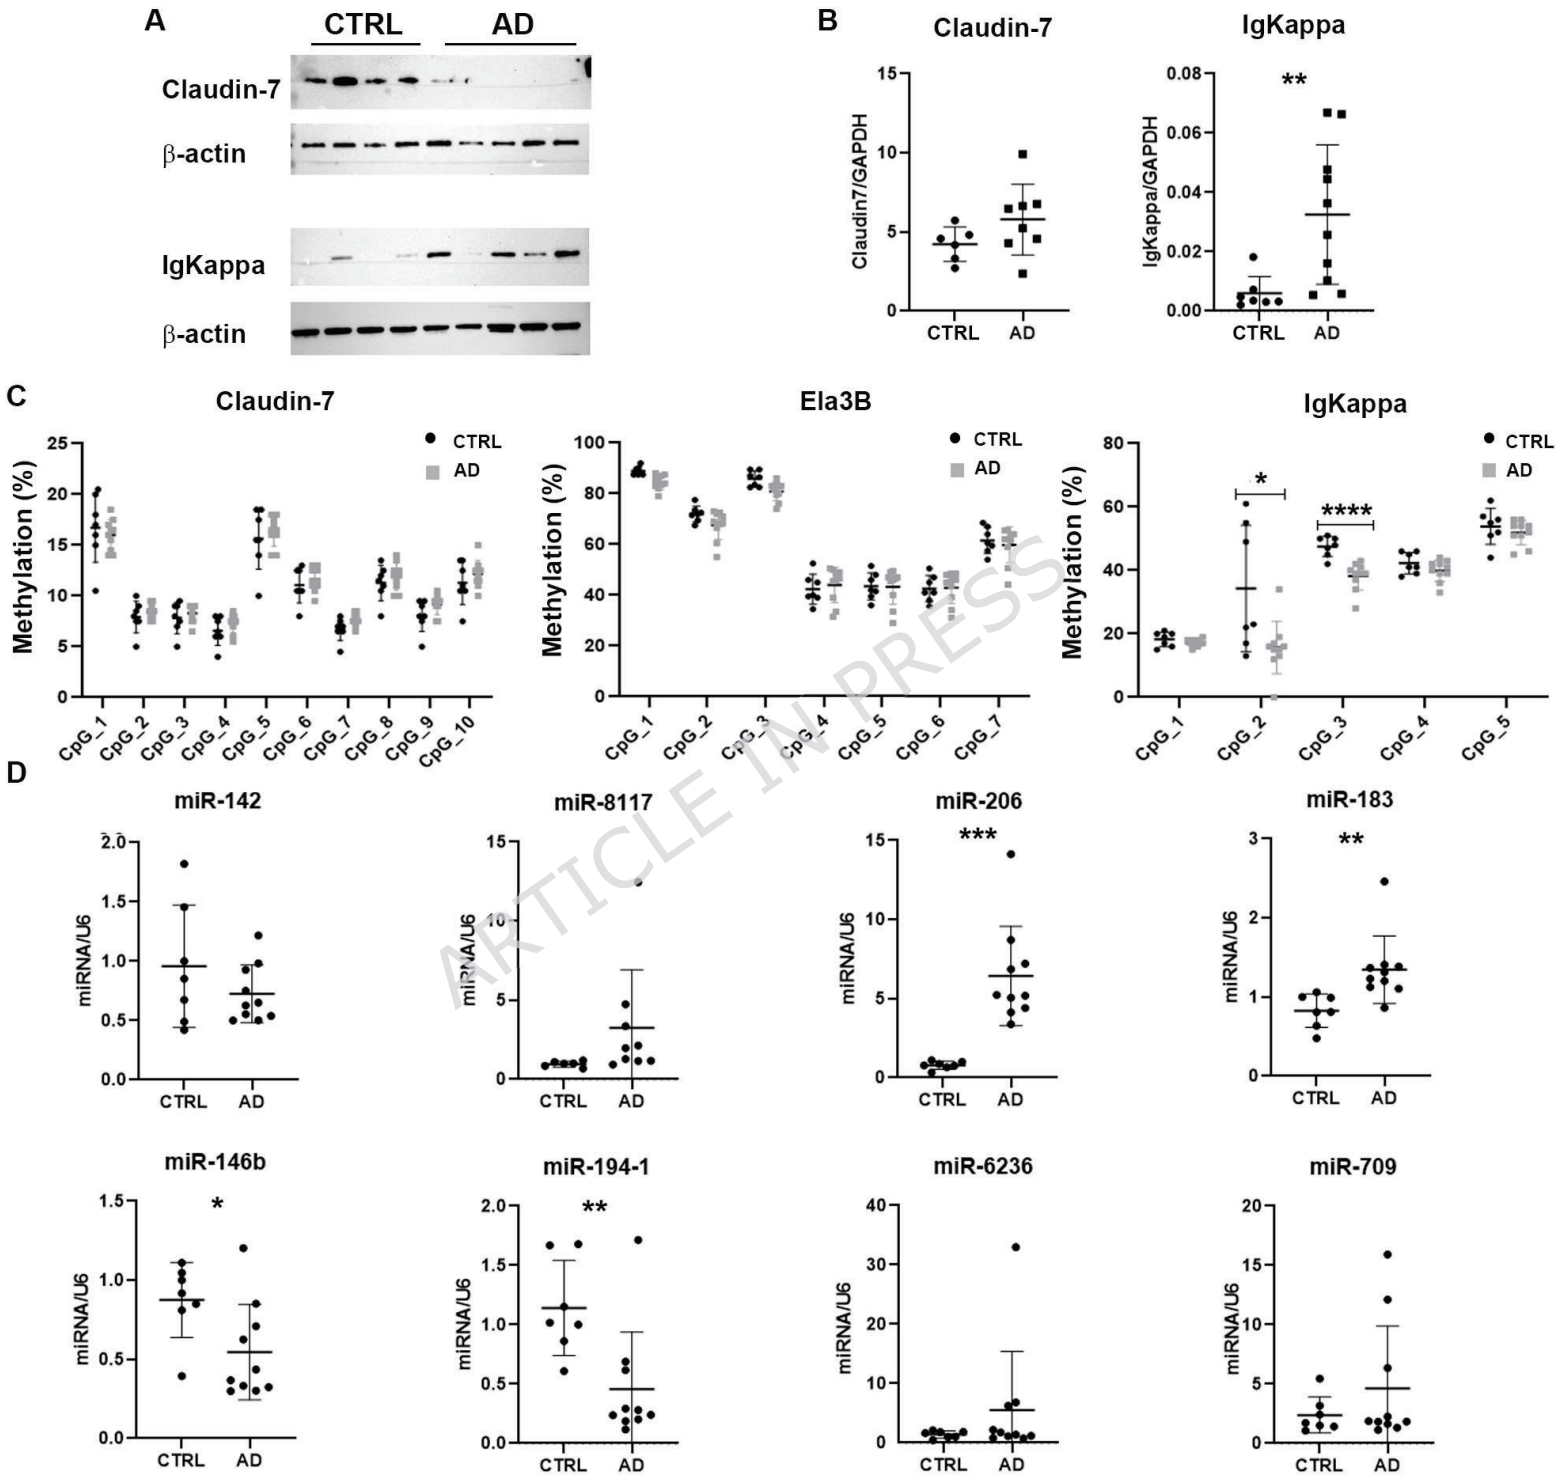 A
CTRL
AD
Claudin-7
β-actin
IgKappa
β-actin
B
Claudin-7
Claudin7/GAPDH
15
10
5
0
CTRL
AD
IgKappa
IgKappa/GAPDH
**
0.08
0.06
0.04
0.02
0.00
CTRL
AD
C
Claudin-7
Methylation (%)
25
20
15
10
5
0
CTRL
AD
CpG_1
CpG_2
CpG_3
CpG_4
CpG_5
CpG_6
CpG_7
CpG_8
CpG_9
CpG_10
Ela3B
Methylation (%)
100
80
60
40
20
0
CTRL
AD
CpG_1
CpG_2
CpG_3
CpG_4
CpG_5
CpG_6
CpG_7
IgKappa
Methylation (%)
80
60
40
20
0
*
****
CTRL
AD
CpG_1
CpG_2
CpG_3
CpG_4
CpG_5
ARTICLE IN PRESS
D
miR-142
miRNA/U6
2.0
1.5
1.0
0.5
0.0
CTRL
AD
miR-8117
miRNA/U6
15
10
5
0
CTRL
AD
miR-206
***
miRNA/U6
15
10
5
0
CTRL
AD
miR-183
**
miRNA/U6
3
2
1
0
CTRL
AD
miR-146b
*
miRNA/U6
1.5
1.0
0.5
0.0
CTRL
AD
miR-194-1
**
miRNA/U6
2.0
1.5
1.0
0.5
0.0
CTRL
AD
miR-6236
miRNA/U6
40
30
20
10
0
CTRL
AD
miR-709
miRNA/U6
20
15
10
5
0
CTRL
AD